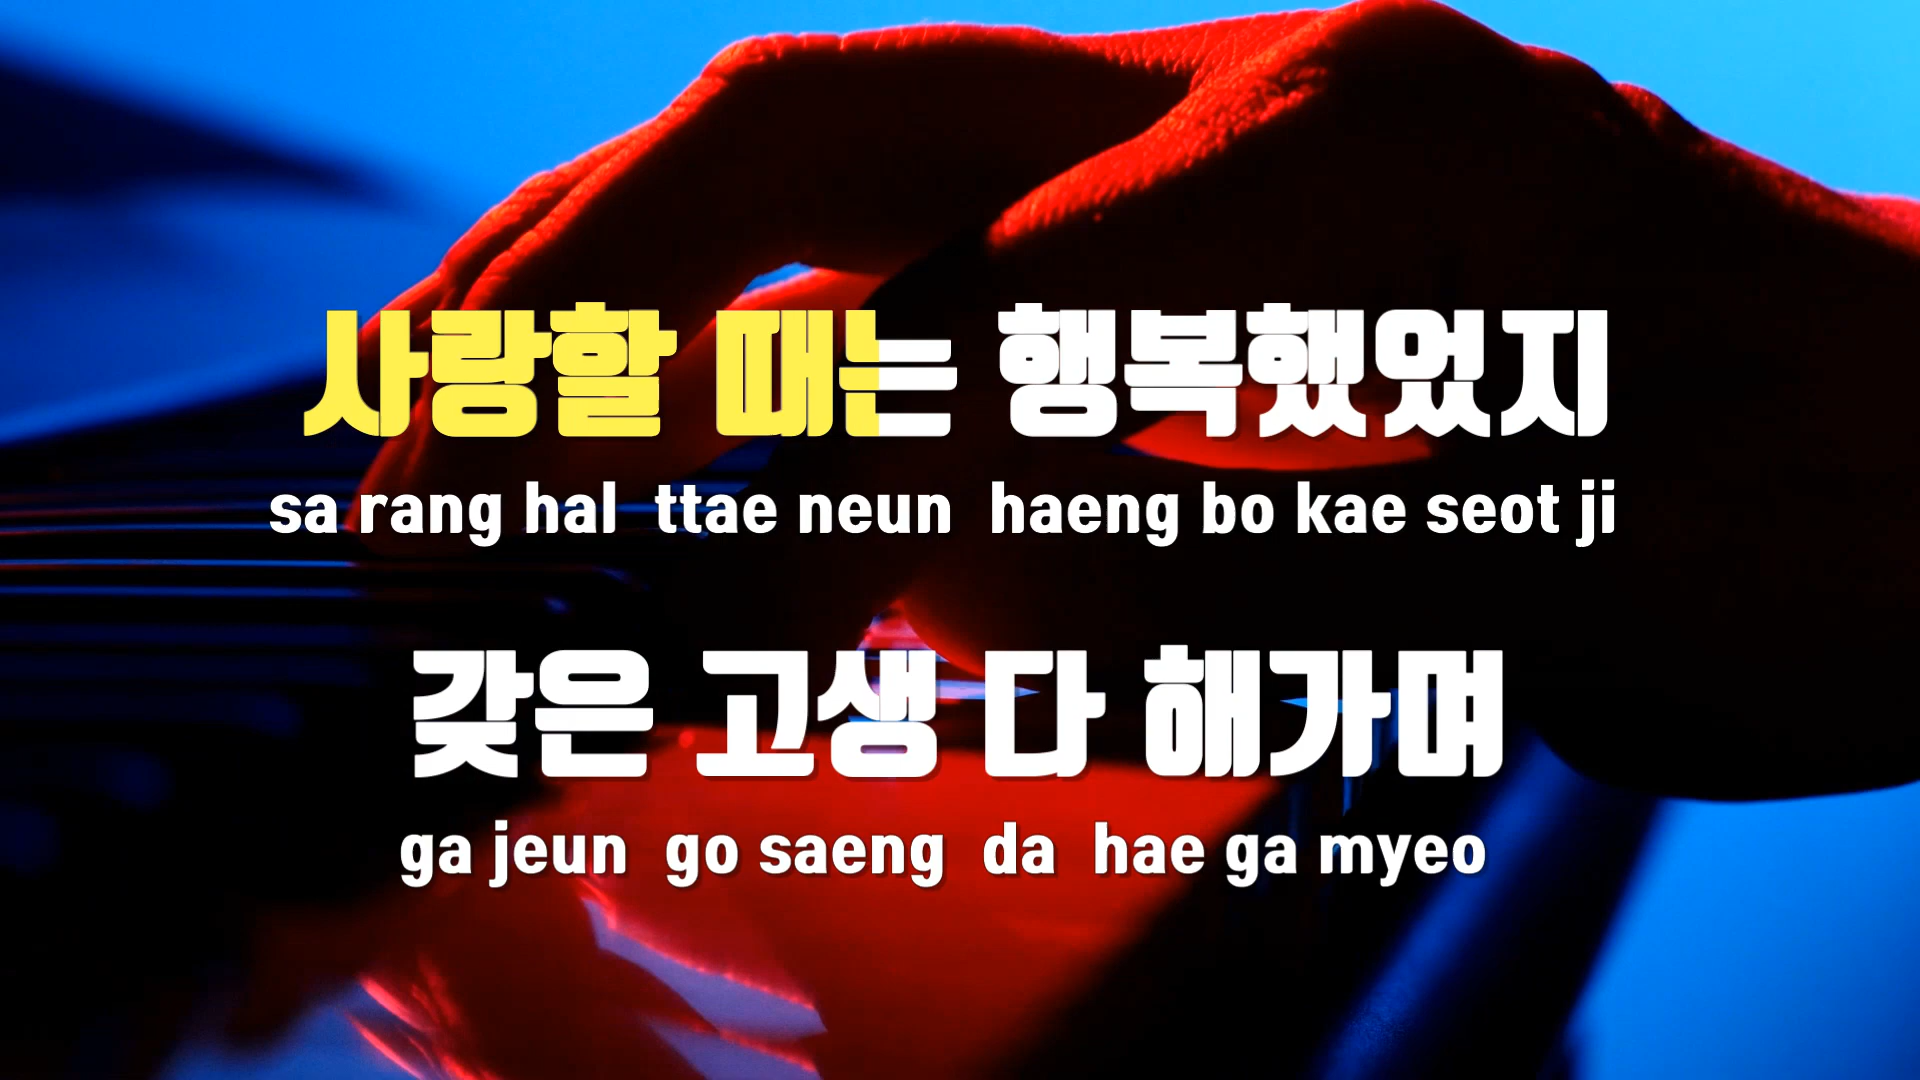 사랑할 때는 행복했었지
sa rang hal ttae neun haeng bo kae seot ji
갖은 고생 다 해가며
ga jeun go saeng da hae ga myeo